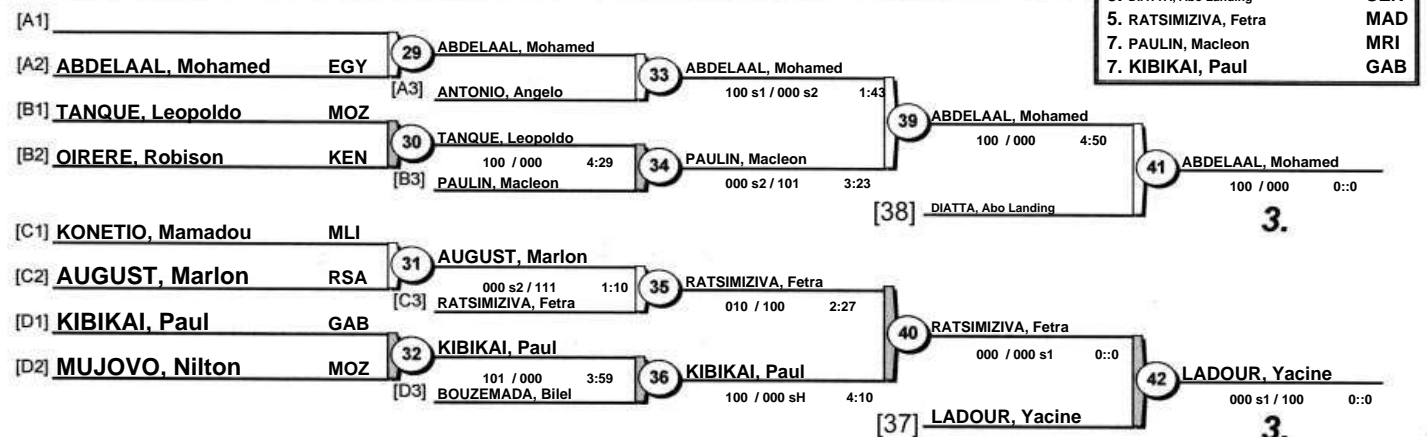 5. RATSIMIZIVA, Fetra MAD
7. PAULIN, Macleon MRI
7. KIBIKAI, Paul GAB
[A1]
[A2] ABDELAAL, Mohamed EGY
29
ABDELAAL, Mohamed
[A3] ANTONIO, Angelo
33
ABDELAAL, Mohamed
100 s1 / 000 s2 1:43
[B1] TANQUE, Leopoldo MOZ
[B2] OIRERE, Robison KEN
30
TANQUE, Leopoldo
100 / 000 4:29
[B3] PAULIN, Macleon
34
PAULIN, Macleon
000 s2 / 101 3:23
39
ABDELAAL, Mohamed
100 / 000 4:50
[38] DIATTA, Abo Landing
41
ABDELAAL, Mohamed
100 / 000 0::0
3.
[C1] KONETIO, Mamadou MLI
[C2] AUGUST, Marlon RSA
31
AUGUST, Marlon
000 s2 / 111 1:10
[C3] RATSIMIZIVA, Fetra
35
RATSIMIZIVA, Fetra
010 / 100 2:27
[D1] KIBIKAI, Paul GAB
[D2] MUJOVO, Nilton MOZ
32
KIBIKAI, Paul
101 / 000 3:59
[D3] BOUZEMADA, Bilel
36
KIBIKAI, Paul
100 / 000 sH 4:10
40
RATSIMIZIVA, Fetra
000 / 000 s1 0::0
[37] LADOUR, Yacine
42
LADOUR, Yacine
000 s1 / 100 0::0
3.